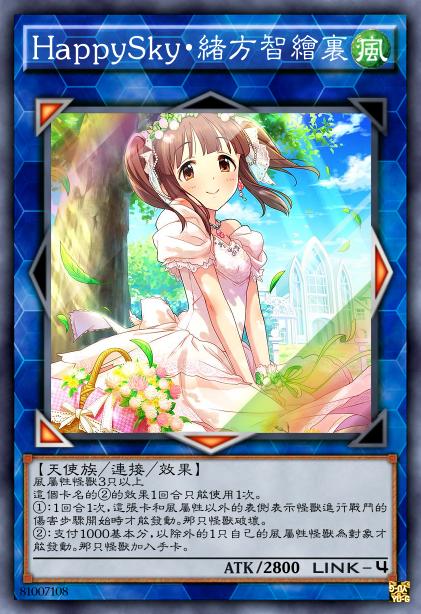 HappySky・緒方智繪裏 風
【天使族／連接／效果】
風屬性怪獸3只以上
這個卡名的②的效果1回合只能使用1次。
①：1回合1次，這張卡和風屬性以外的表側表示怪獸進行戰鬥的
傷害步驟開始時才能發動。那只怪獸破壞。
②：支付1000基本分，以除外的1只自己的風屬性怪獸為對象才
能發動。那只怪獸加入手卡。
ATK/2800 LINK-4
81007108